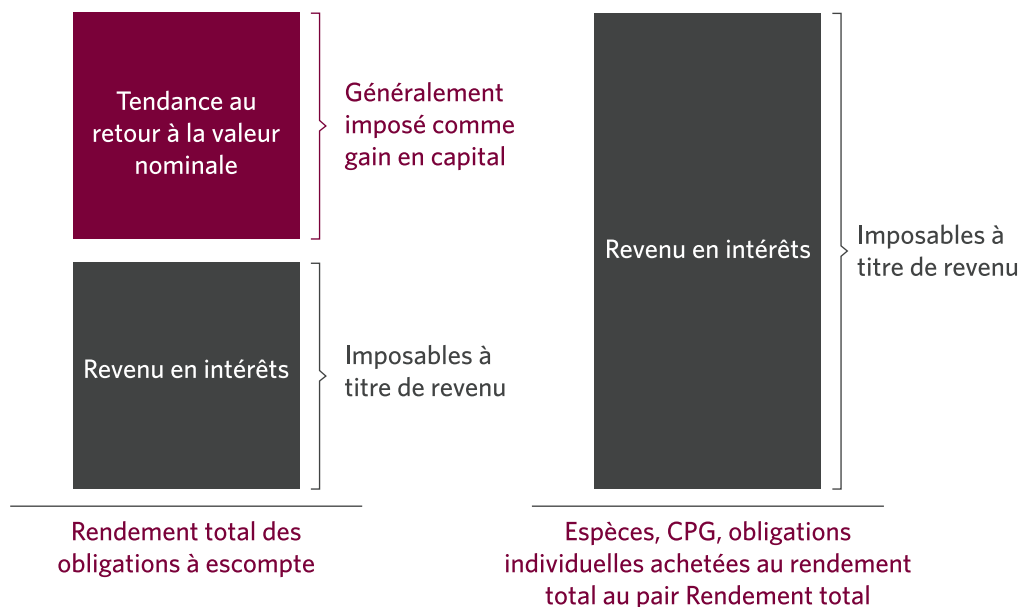 Tendance au
retour à la valeur
nominale
Généralement
imposé comme
gain en capital
Revenu en intérêts
Imposables à
titre de revenu
Rendement total des
obligations à escompte
Revenu en intérêts
Imposables à
titre de revenu
Espèces, CPG, obligations
individuelles achetées au rendement
total au pair Rendement total